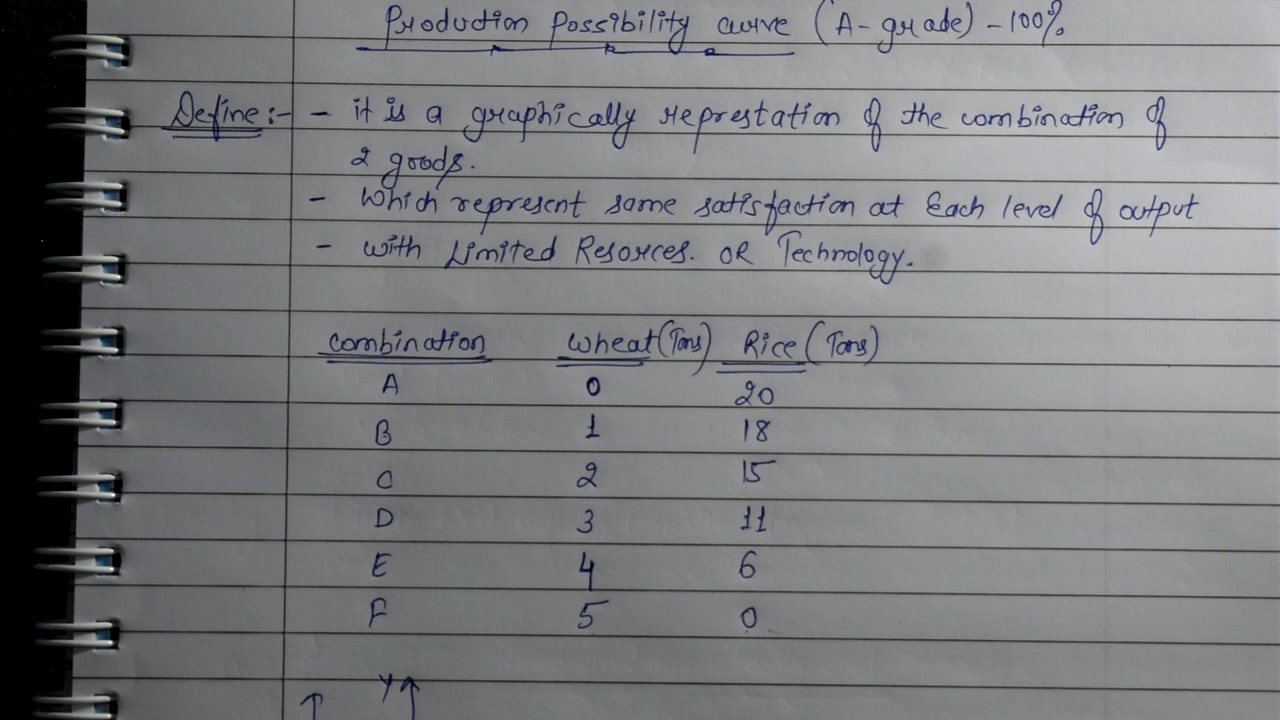 Production Possibility curve (A-grade) - 100%
Define :- - it is a graphically represtation of the combination of
2 goods.
- Which represent same satisfaction at Each level of output
- with Limited Resorces. OR Technology.
combination Wheat (Tons) Rice (Tons)
A 0 20
B 1 18
C 2 15
D 3 11
E 4 6
F 5 0
Y